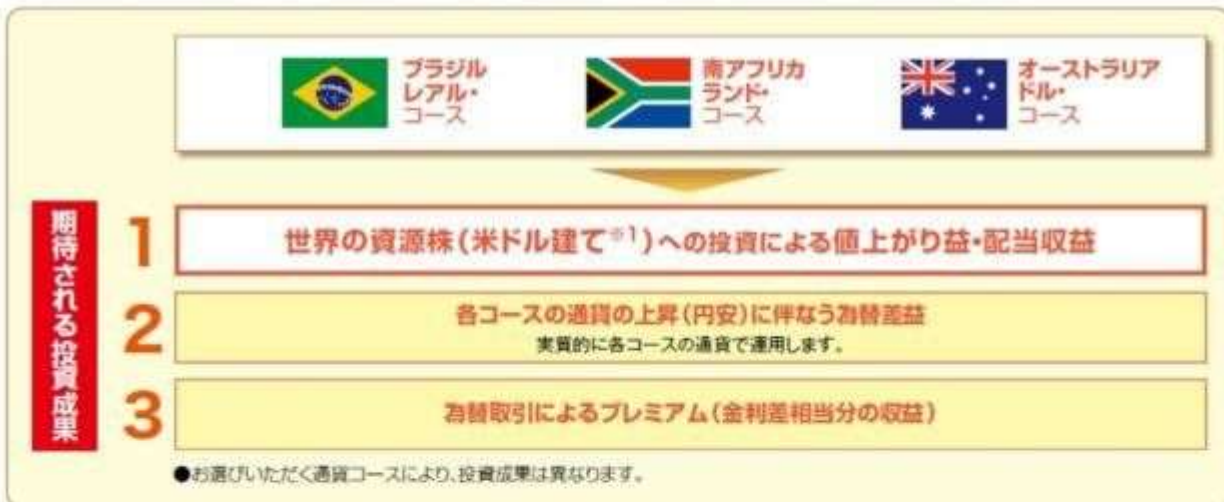 ブラジル
レアル・
コース
南アフリカ
ランド・
コース
オーストラリア
ドル・
コース
期待される投資成果
1
世界の資源株(米ドル建て※1)への投資による値上がり益・配当収益
2
各コースの通貨の上昇(円安)に伴なう為替差益
実質的に各コースの通貨で運用します。
3
為替取引によるプレミアム(金利差相当分の収益)
●お選びいただく通貨コースにより、投資成果は異なります。